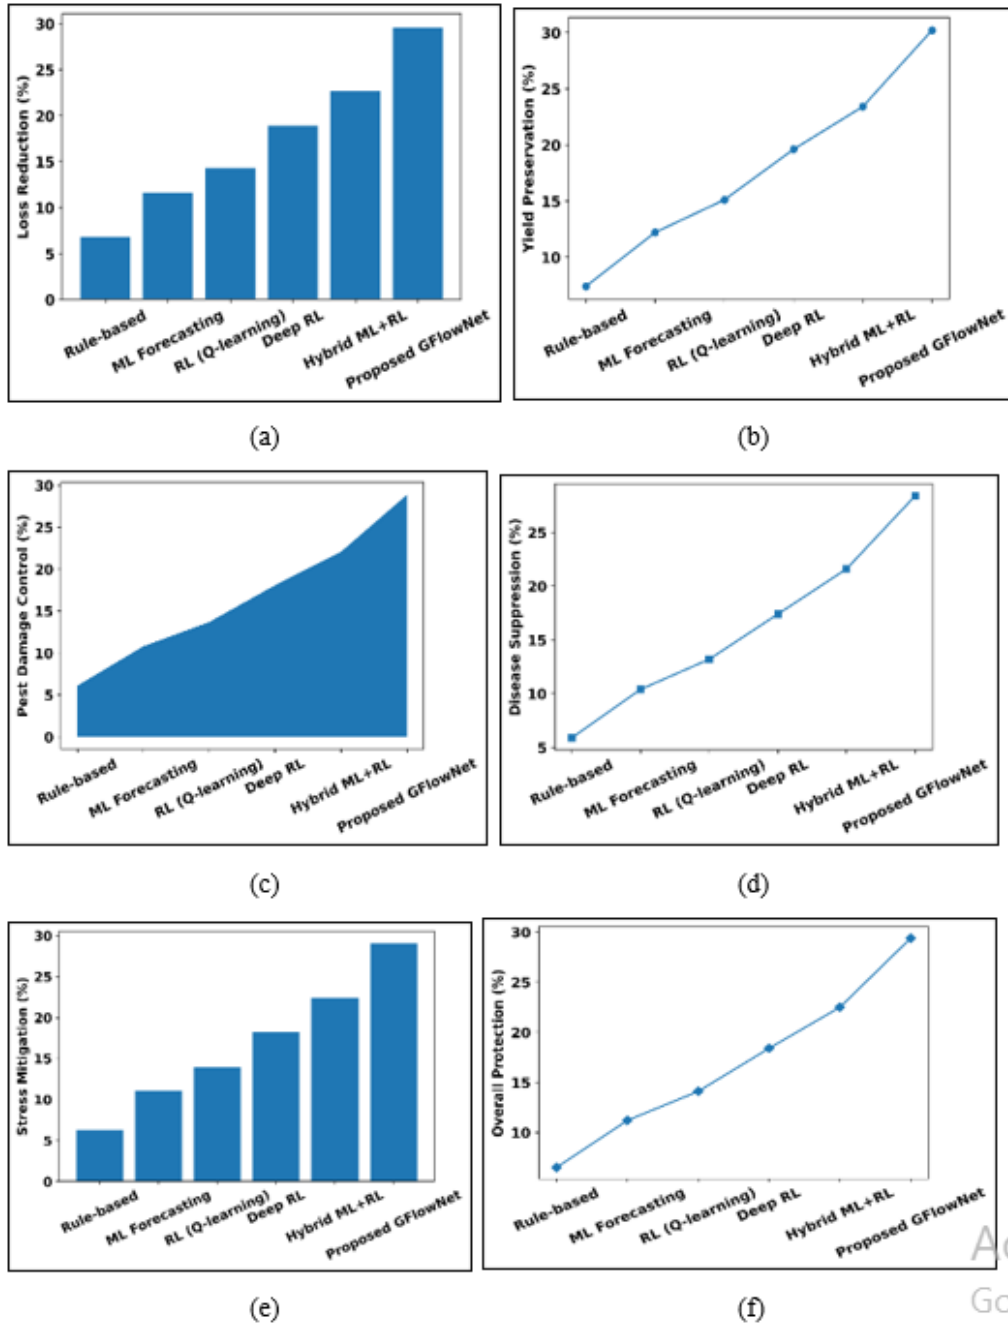 Loss Reduction (%)
30
25
20
15
10
5
0
Rule-based
ML Forecasting
RL (Q-learning)
Deep RL
Hybrid ML+RL
Proposed GFlowNet
(a)
Yield Preservation (%)
30
25
20
15
10
Rule-based
ML Forecasting
RL (Q-learning)
Deep RL
Hybrid ML+RL
Proposed GFlowNet
(b)
Pest Damage Control (%)
30
25
20
15
10
5
0
Rule-based
ML Forecasting
RL (Q-learning)
Deep RL
Hybrid ML+RL
Proposed GFlowNet
(c)
Disease Suppression (%)
25
20
15
10
5
Rule-based
ML Forecasting
RL (Q-learning)
Deep RL
Hybrid ML+RL
Proposed GFlowNet
(d)
Stress Mitigation (%)
30
25
20
15
10
5
0
Rule-based
ML Forecasting
RL (Q-learning)
Deep RL
Hybrid ML+RL
Proposed GFlowNet
(e)
Overall Protection (%)
30
25
20
15
10
Rule-based
ML Forecasting
RL (Q-learning)
Deep RL
Hybrid ML+RL
Proposed GFlowNet
(f)